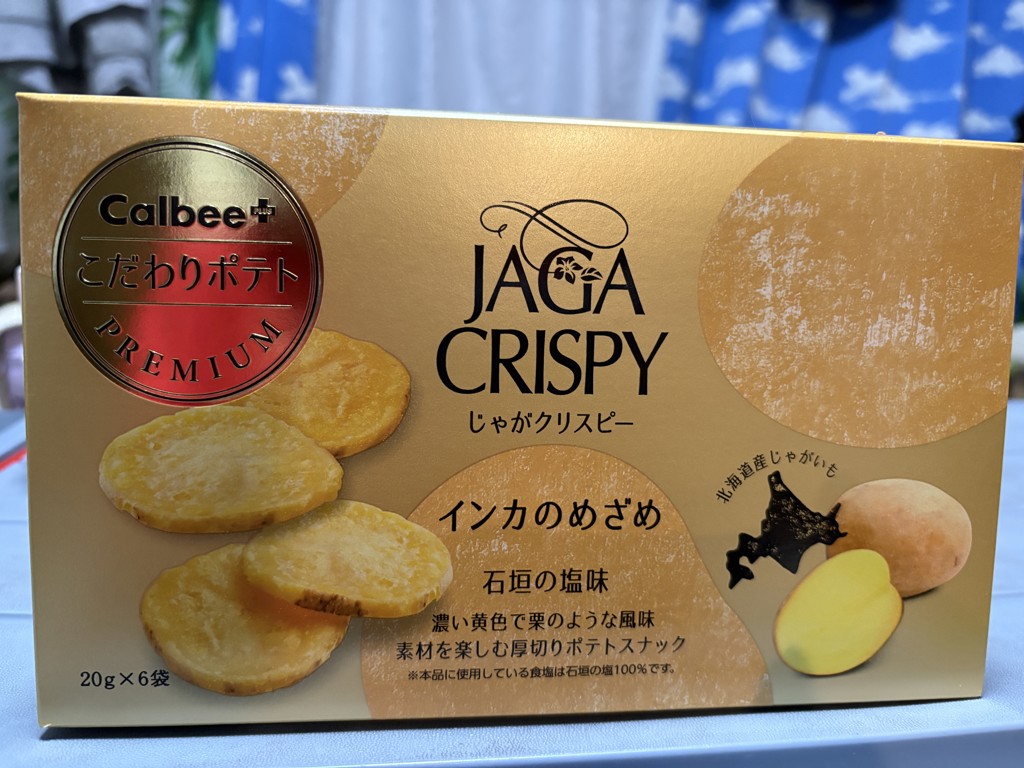 Calbee PLUS
こだわりポテト
PREMIUM
JAGA
CRISPY
じゃがクリスピー
北海道産じゃがいも
インカのめざめ
石垣の塩味
濃い黄色で栗のような風味
素材を楽しむ厚切りポテトスナック
※本品に使用している食塩は石垣の塩100%です。
20g×6袋